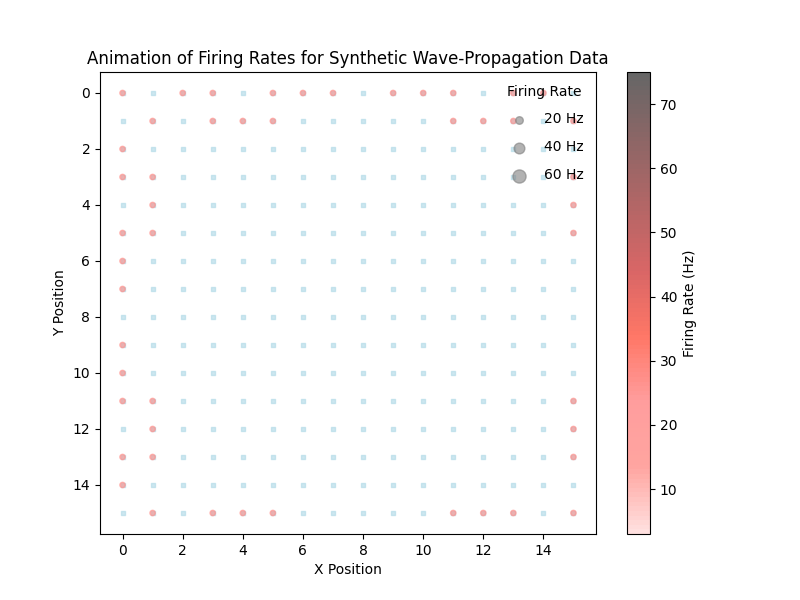 Animation of Firing Rates for Synthetic Wave-Propagation Data
Firing Rate
20 Hz
40 Hz
60 Hz
0
2
4
6
8
10
12
14
Y Position
0
2
4
6
8
10
12
14
X Position
70
60
50
40
30
20
10
Firing Rate (Hz)